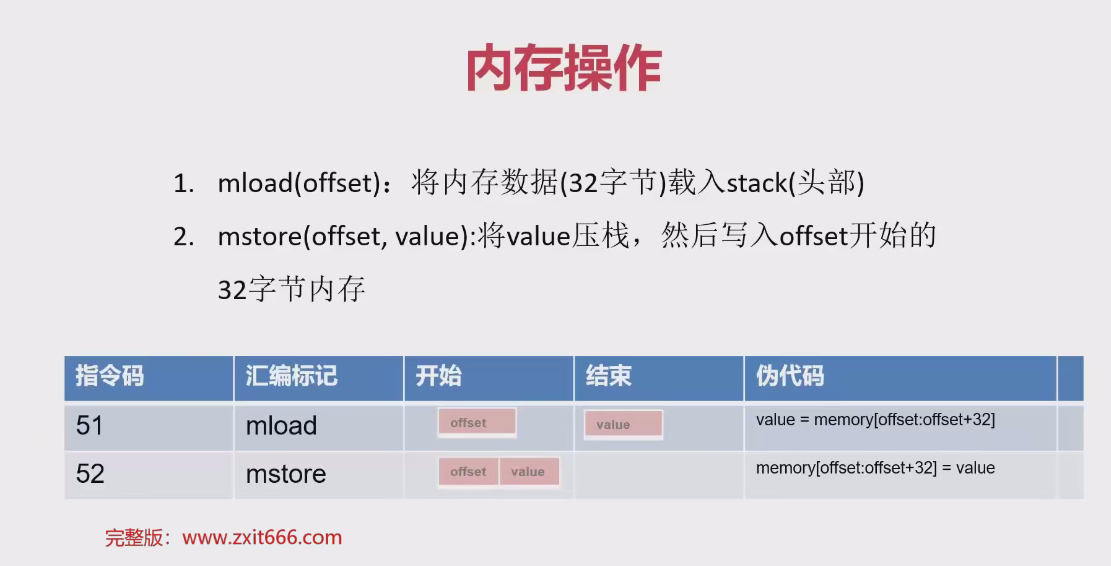 内存操作
1. mload(offset)：将内存数据(32字节)载入stack(头部)
2. mstore(offset, value):将value压栈，然后写入offset开始的
32字节内存
指令码 汇编标记 开始 结束 伪代码
51 mload offset value value = memory[offset:offset+32]
52 mstore offset value memory[offset:offset+32] = value
完整版：www.zxit666.com